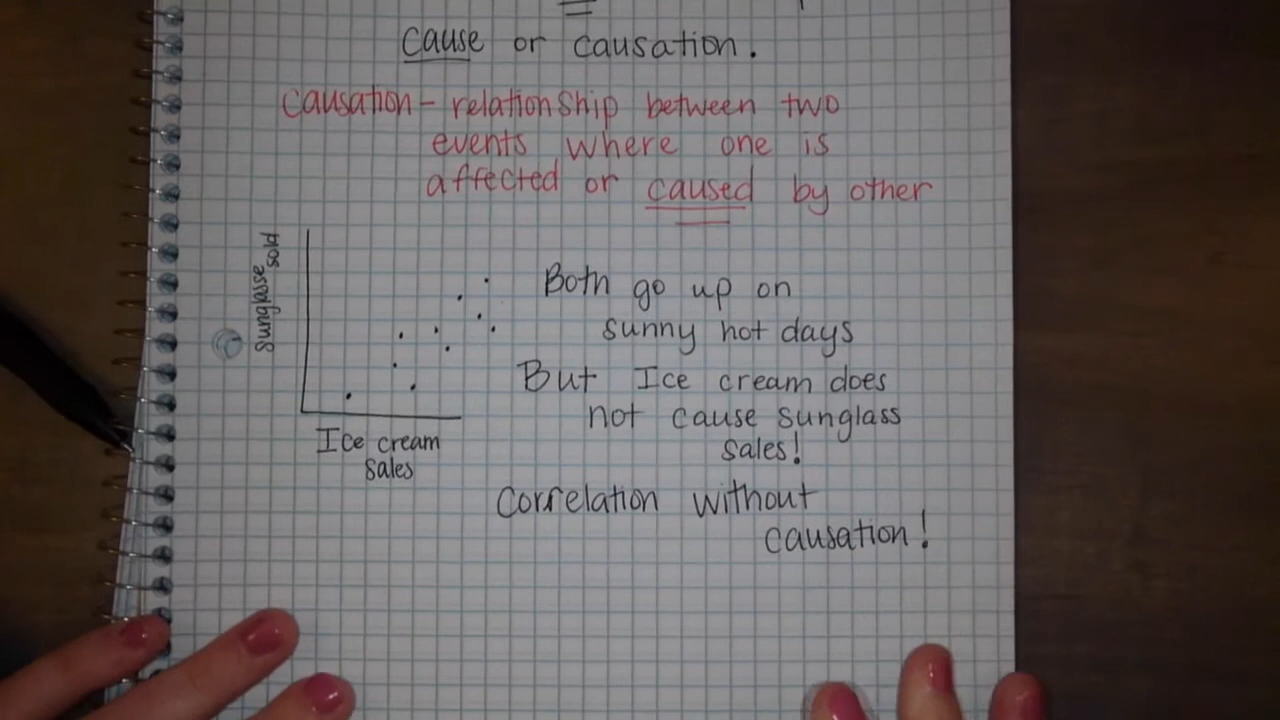 cause or causation.
Causation - relationship between two
events where one is
affected or caused by other
Sunglasses
sold
Both go up on
sunny hot days
But Ice cream does
not cause sunglass
sales!
Ice cream
sales
Correlation without
causation!